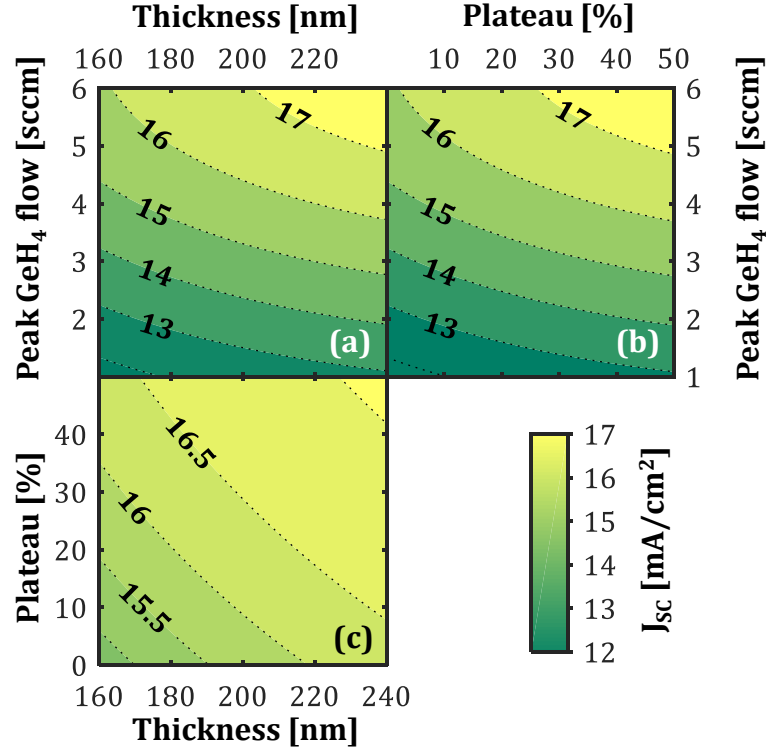 Thickness [nm]
Plateau [%]
160 180 200 220
10 20 30 40 50
Peak GeH₄ flow [sccm]
6
5
4
3
2
17
16
15
14
13
(a)
17
16
15
14
13
(b)
6
5
4
3
2
1
Peak GeH₄ flow [sccm]
Plateau [%]
40
30
20
10
0
16.5
16
15.5
(c)
160 180 200 220 240
Thickness [nm]
17
16
15
14
13
12
J_SC [mA/cm²]